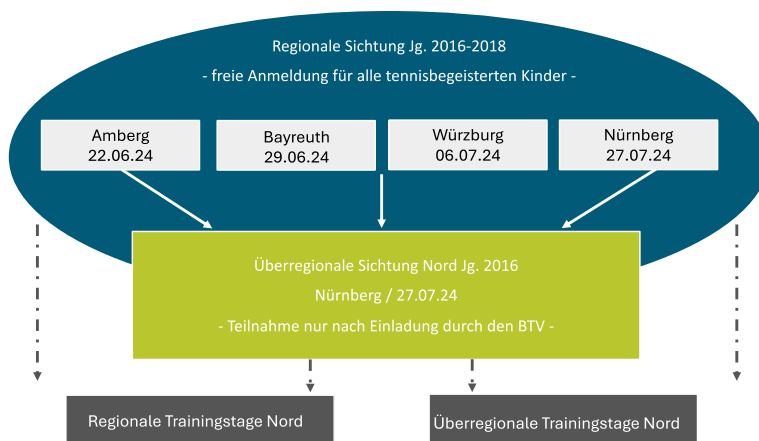 Regionale Sichtung Jg. 2016-2018
- freie Anmeldung für alle tennisbegeisterten Kinder -
Amberg
22.06.24
Bayreuth
29.06.24
Würzburg
06.07.24
Nürnberg
27.07.24
Überregionale Sichtung Nord Jg. 2016
Nürnberg / 27.07.24
- Teilnahme nur nach Einladung durch den BTV -
Regionale Trainingstage Nord
Überregionale Trainingstage Nord